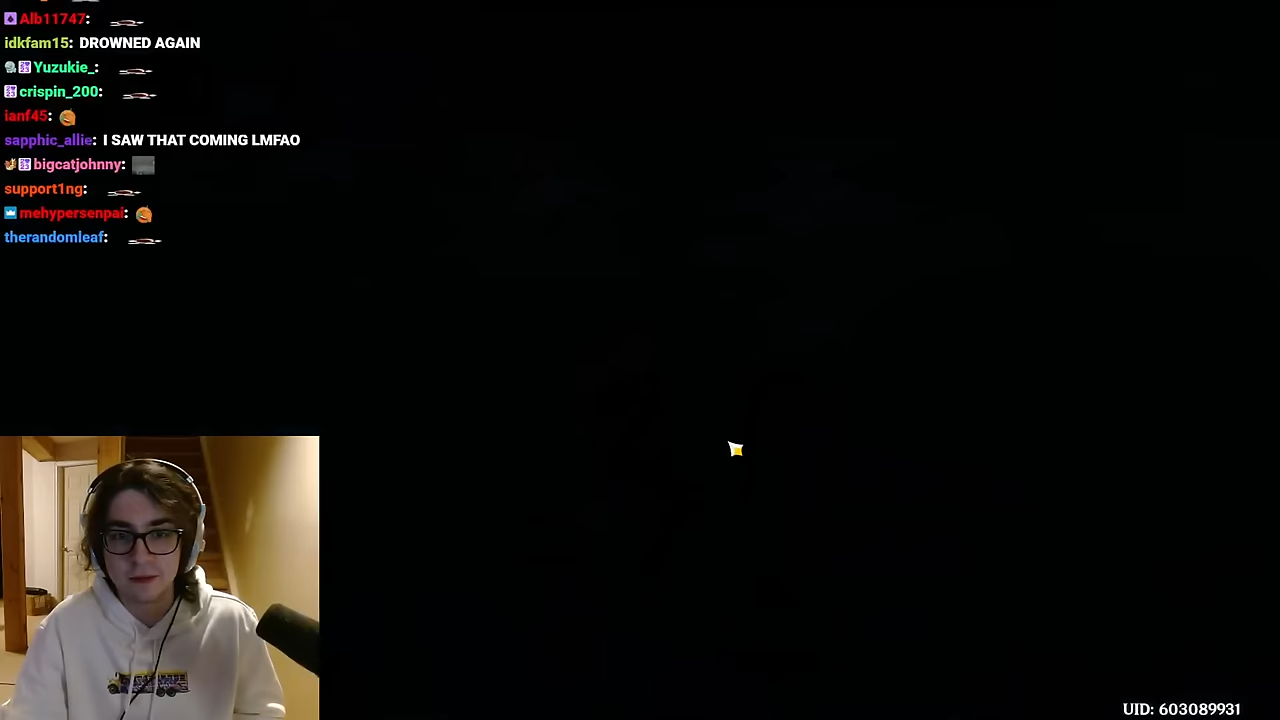 Alb11747:
idkfam15: DROWNED AGAIN
Yuzukie_:
crispin_200:
ianf45:
sapphic_allie: I SAW THAT COMING LMFAO
bigcatjohnny:
support1ng:
mehypersenpai:
therandomleaf:
UID: 603089931